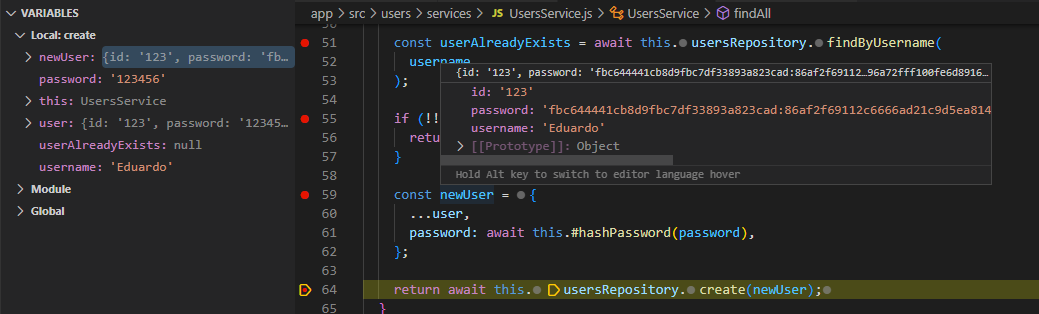 VARIABLES
Local: create
newUser: {id: '123', password: 'fb…
password: '123456'
this: UsersService
user: {id: '123', password: '12345…
userAlreadyExists: null
username: 'Eduardo'
Module
Global
app > src > users > services > JS UsersService.js > UsersService > findAll
51 const userAlreadyExists = await this. usersRepository. findByUsername(
52 username
53 );
54
55 if (!!
56 retu
57 }
58
59 const newUser = {
60 ...user,
61 password: await this.#hashPassword(password),
62 };
63
64 return await this. usersRepository. create(newUser);
65 }
{id: '123', password: 'fbc644441cb8d9fbc7df33893a823cad:86af2f69112…96a72fff100fe6d8916…
id: '123'
password: 'fbc644441cb8d9fbc7df33893a823cad:86af2f69112c6666ad21c9d5ea814
username: 'Eduardo'
[[Prototype]]: Object
Hold Alt key to switch to editor language hover